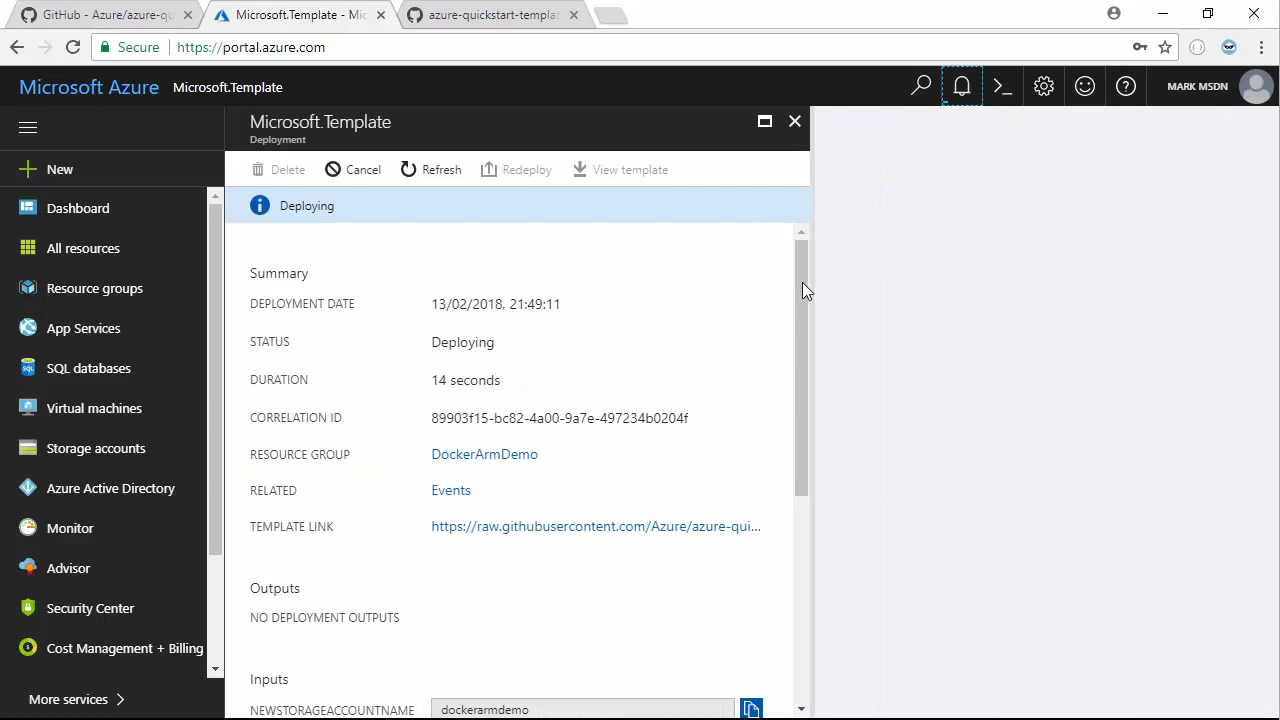 GitHub - Azure/azure-qu
Microsoft.Template - Mic
azure-quickstart-templat
Secure
https://portal.azure.com
Microsoft Azure
Microsoft.Template
MARK MSDN
Microsoft.Template
Deployment
New
Delete
Cancel
Refresh
Redeploy
View template
Dashboard
Deploying
All resources
Resource groups
App Services
SQL databases
Virtual machines
Storage accounts
Azure Active Directory
Monitor
Advisor
Security Center
Cost Management + Billing
More services
Summary
DEPLOYMENT DATE
13/02/2018, 21:49:11
STATUS
Deploying
DURATION
14 seconds
CORRELATION ID
89903f15-bc82-4a00-9a7e-497234b0204f
RESOURCE GROUP
DockerArmDemo
RELATED
Events
TEMPLATE LINK
https://raw.githubusercontent.com/Azure/azure-qui...
Outputs
NO DEPLOYMENT OUTPUTS
Inputs
NEWSTORAGEACCOUNTNAME
dockerarmdemo